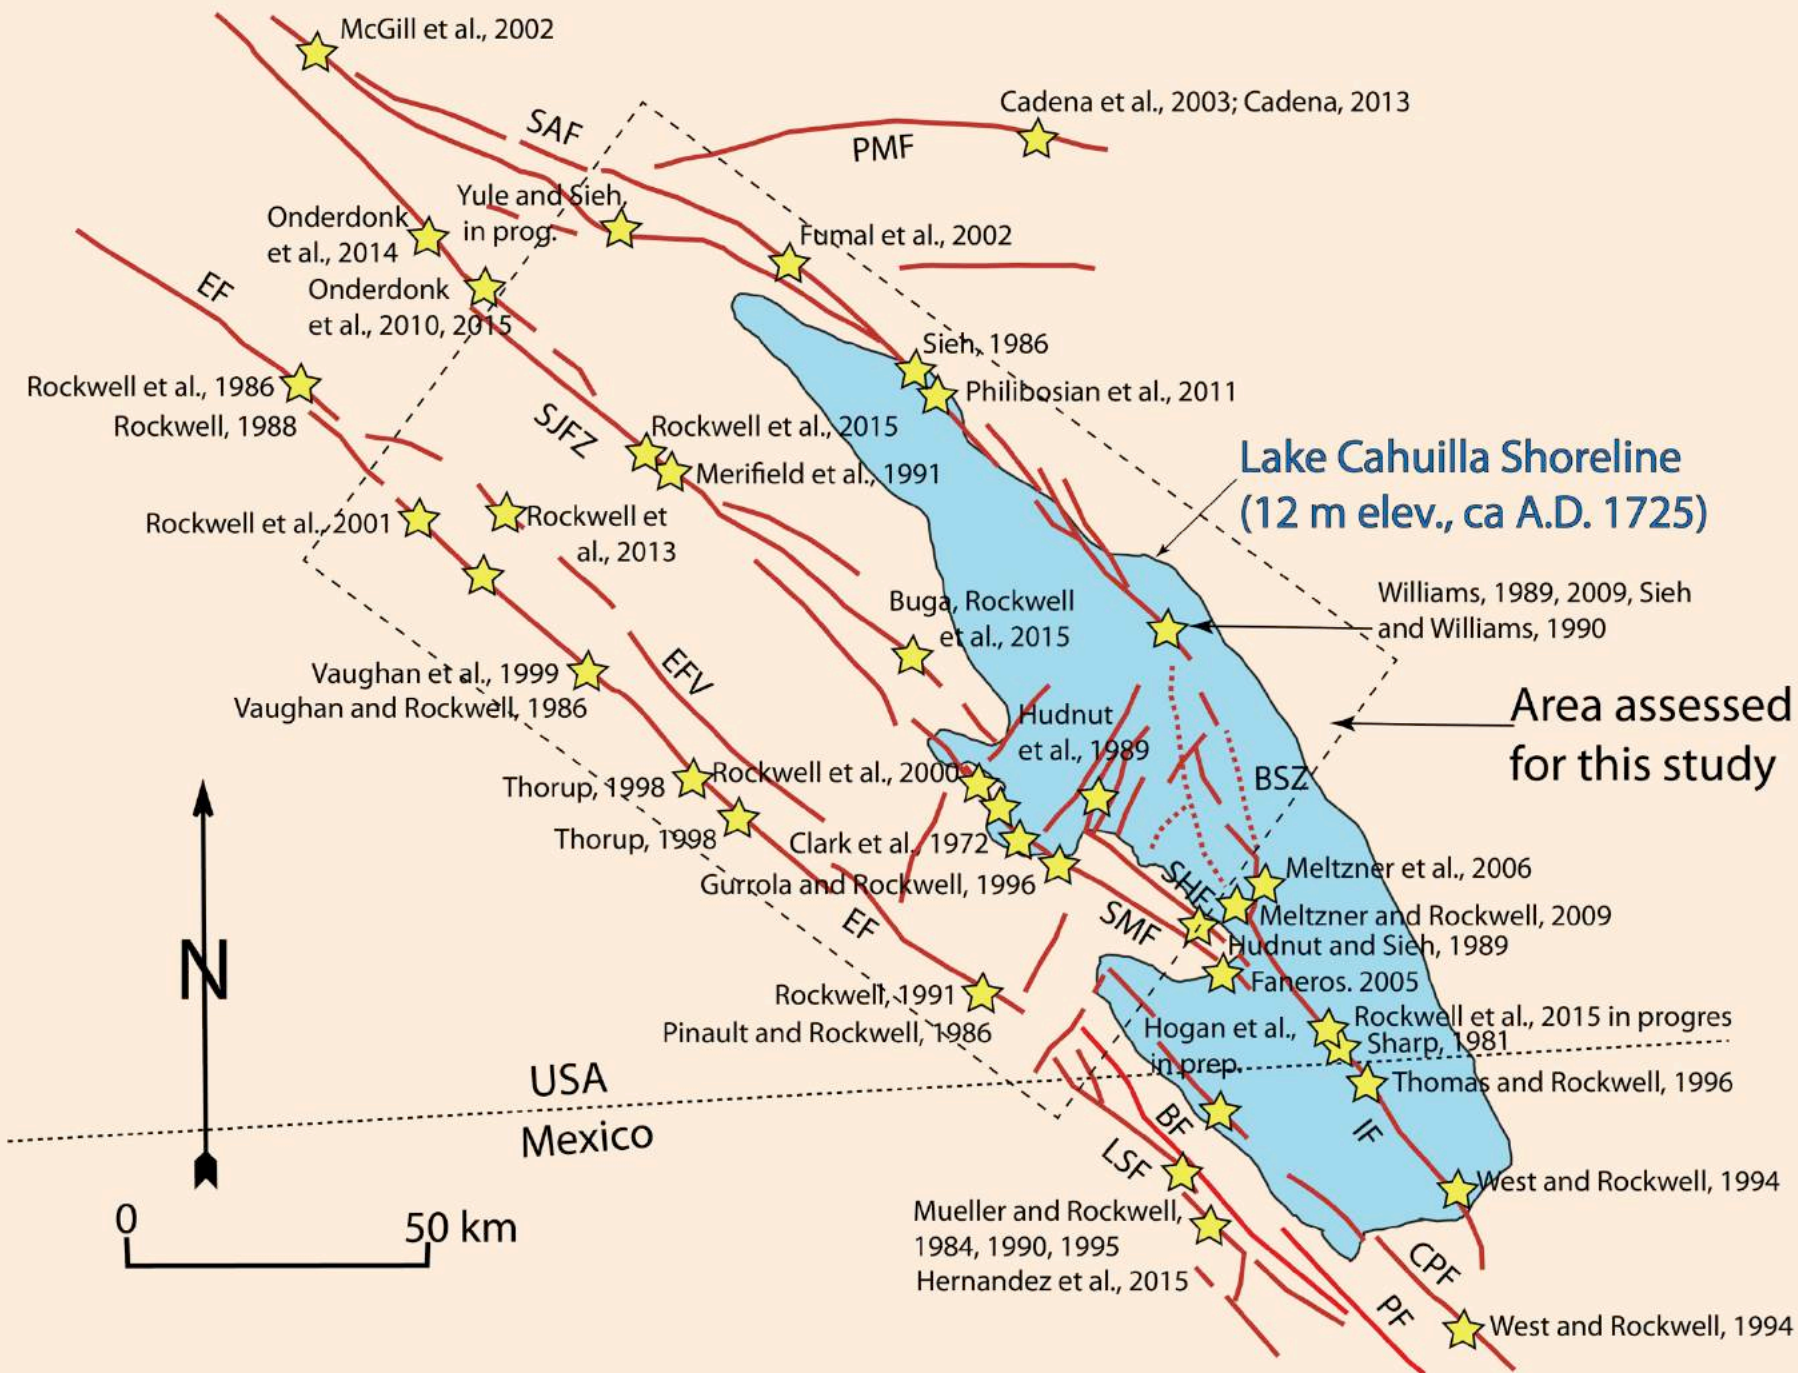 McGill et al., 2002
Cadena et al., 2003; Cadena, 2013
SAF
PMF
Yule and Sieh,
in prog.
Onderdonk
et al., 2014
Fumal et al., 2002
EF
Onderdonk
et al., 2010, 2015
Sieh, 1986
Rockwell et al., 1986
Rockwell, 1988
Philibosian et al., 2011
SJFZ
Rockwell et al., 2015
Merifield et al., 1991
Lake Cahuilla Shoreline
(12 m elev., ca A.D. 1725)
Rockwell et al., 2001
Rockwell et
al., 2013
Buga, Rockwell
et al., 2015
Williams, 1989, 2009, Sieh
and Williams, 1990
Vaughan et al., 1999
Vaughan and Rockwell, 1986
EFV
Area assessed
for this study
Hudnut
et al., 1989
Thorup, 1998
Rockwell et al., 2000
BSZ
Thorup, 1998
Clark et al., 1972
Gurrola and Rockwell, 1996
SHF
Meltzner et al., 2006
Meltzner and Rockwell, 2009
EF
SMF
Hudnut and Sieh, 1989
Faneros. 2005
N
Rockwell, 1991
Pinault and Rockwell, 1986
Hogan et al.,
in prep.
Rockwell et al., 2015 in progres
Sharp, 1981
Thomas and Rockwell, 1996
USA
Mexico
BF
IF
LSF
West and Rockwell, 1994
0
50 km
Mueller and Rockwell,
1984, 1990, 1995
Hernandez et al., 2015
CPF
PF
West and Rockwell, 1994